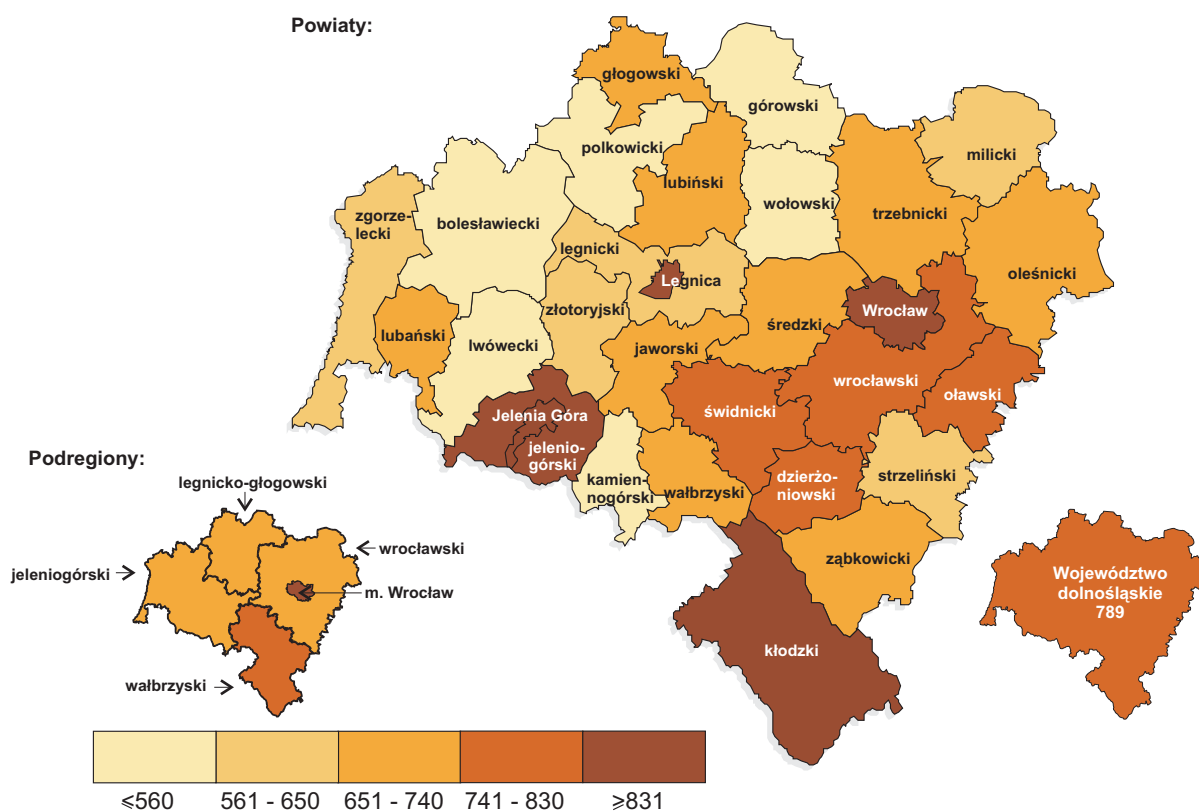 Powiaty:
głogowski
górowski
polkowicki
milicki
lubiński
wołowski
trzebnicki
zgorze-
lecki
bolesławiecki
legnicki
Legnica
oleśnicki
złotoryjski
Wrocław
lubański
lwówecki
jaworski
średzki
wrocławski
oławski
Jelenia Góra
świdnicki
jelenio-
górski
kamien-
nogórski
wałbrzyski
dzierżo-
niowski
strzeliński
ząbkowicki
kłodzki
Podregiony:
legnicko-głogowski
wrocławski
jeleniogórski
m. Wrocław
wałbrzyski
Województwo
dolnośląskie
789
⩽560
561 - 650
651 - 740
741 - 830
⩾831